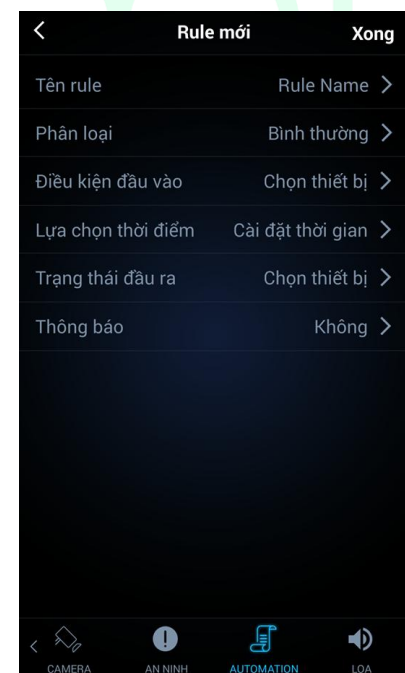 Rule mới
Xong
Tên rule
Rule Name
Phân loại
Bình thường
Điều kiện đầu vào
Chọn thiết bị
Lựa chọn thời điểm
Cài đặt thời gian
Trạng thái đầu ra
Chọn thiết bị
Thông báo
Không
CAMERA
AN NINH
AUTOMATION
LOA